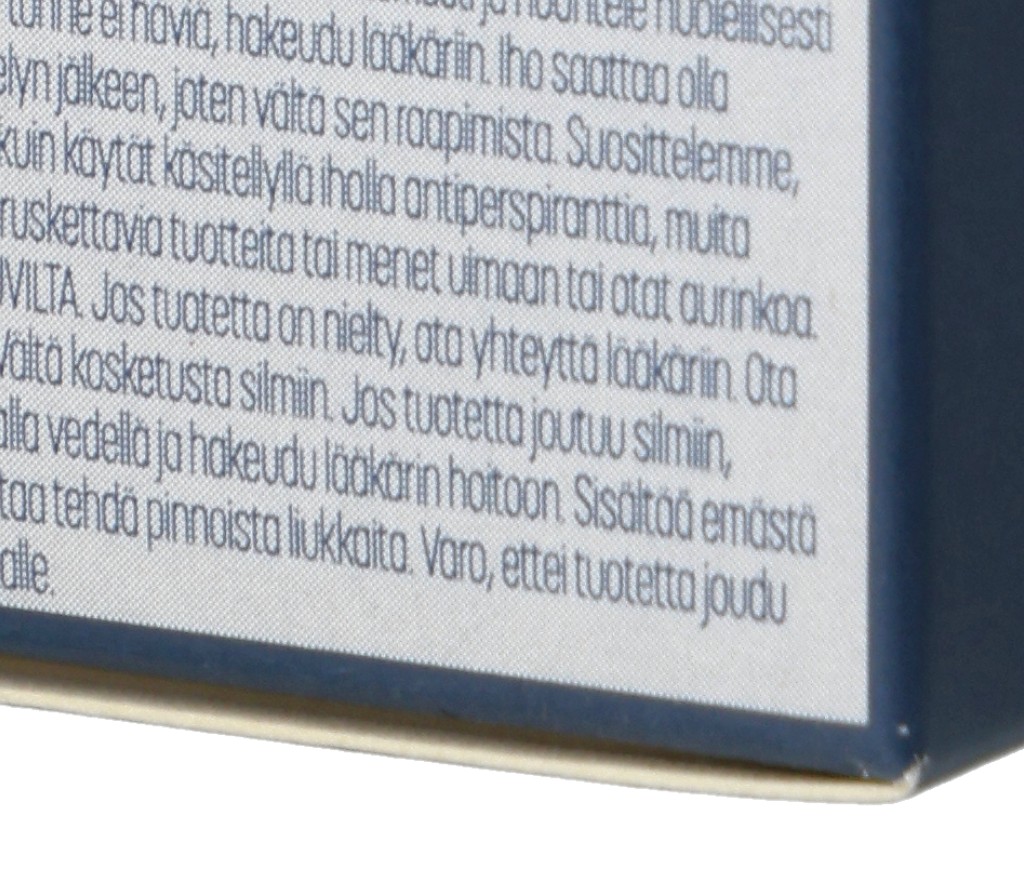 ja huuhtele huolellisesti
tunne ei häviä, hakeudu lääkäriin. Iho saattaa olla
jälkeen, joten vältä sen raapimista. Suosittelemme,
kuin käytät käsitellyllä iholla antiperspiranttia, muita
ruskettavia tuotteita tai menet uimaan tai otat aurinkoa.
Jos tuotetta on nielty, ota yhteyttä lääkäriin. Ota
Vältä kosketusta silmiin. Jos tuotetta joutuu silmiin,
vedellä ja hakeudu lääkärin hoitoon. Sisältää emästä
tehdä pinnoista liukkaita. Varo, ettei tuotetta joudu
alle.